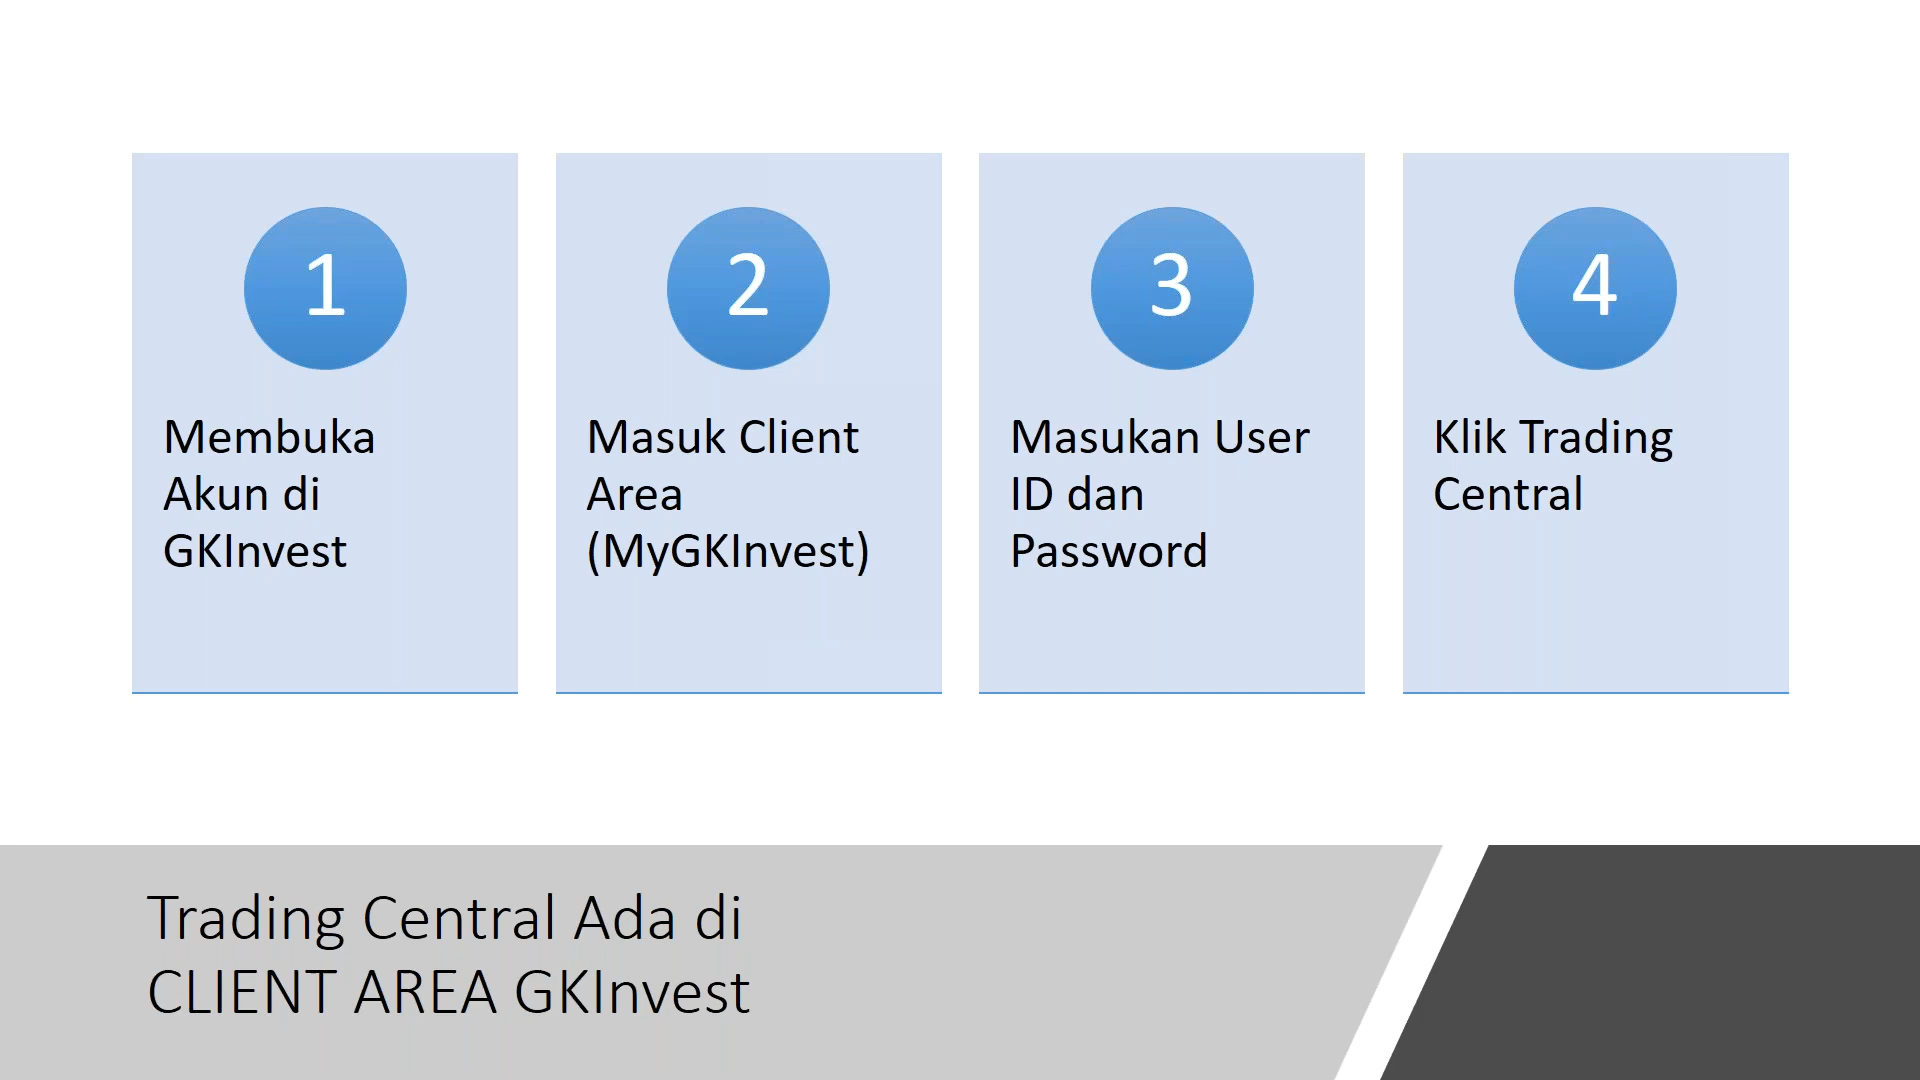 1
Membuka
Akun di
GKInvest
2
Masuk Client
Area
(MyGKInvest)
3
Masukan User
ID dan
Password
4
Klik Trading
Central
Trading Central Ada di
CLIENT AREA GKInvest